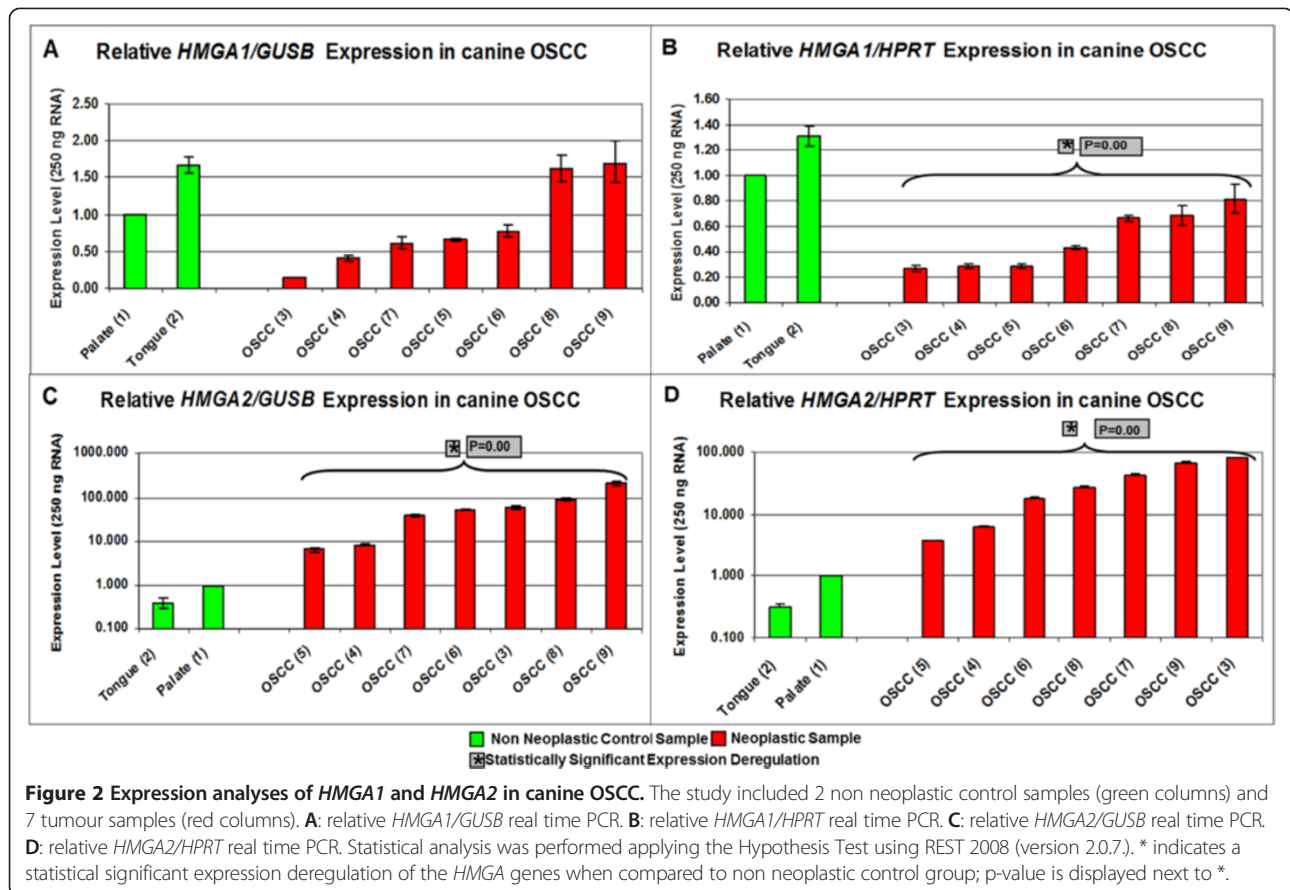 A Relative HMGA1/GUSB Expression in canine OSCC
Expression Level (250 ng RNA)
2.50
2.00
1.50
1.00
0.50
0.00
Palate (1)
Tongue (2)
OSCC (3)
OSCC (4)
OSCC (7)
OSCC (5)
OSCC (6)
OSCC (8)
OSCC (9)
B Relative HMGA1/HPRT Expression in canine OSCC
Expression Level (250 ng RNA)
1.60
1.40
1.20
1.00
0.80
0.60
0.40
0.20
0.00
* P=0.00
Palate (1)
Tongue (2)
OSCC (3)
OSCC (4)
OSCC (5)
OSCC (6)
OSCC (7)
OSCC (8)
OSCC (9)
C Relative HMGA2/GUSB Expression in canine OSCC
Expression Level (250 ng RNA)
1000.000
100.000
10.000
1.000
0.100
* P=0.00
Tongue (2)
Palate (1)
OSCC (5)
OSCC (4)
OSCC (7)
OSCC (6)
OSCC (3)
OSCC (8)
OSCC (9)
D Relative HMGA2/HPRT Expression in canine OSCC
Expression Level (250 ng RNA)
100.000
10.000
1.000
0.100
* P=0.00
Tongue (2)
Palate (1)
OSCC (5)
OSCC (4)
OSCC (6)
OSCC (8)
OSCC (7)
OSCC (9)
OSCC (3)
Non Neoplastic Control Sample Neoplastic Sample
*Statistically Significant Expression Deregulation
Figure 2 Expression analyses of HMGA1 and HMGA2 in canine OSCC. The study included 2 non neoplastic control samples (green columns) and
7 tumour samples (red columns). A: relative HMGA1/GUSB real time PCR. B: relative HMGA1/HPRT real time PCR. C: relative HMGA2/GUSB real time PCR.
D: relative HMGA2/HPRT real time PCR. Statistical analysis was performed applying the Hypothesis Test using REST 2008 (version 2.0.7.). * indicates a
statistical significant expression deregulation of the HMGA genes when compared to non neoplastic control group; p-value is displayed next to *.